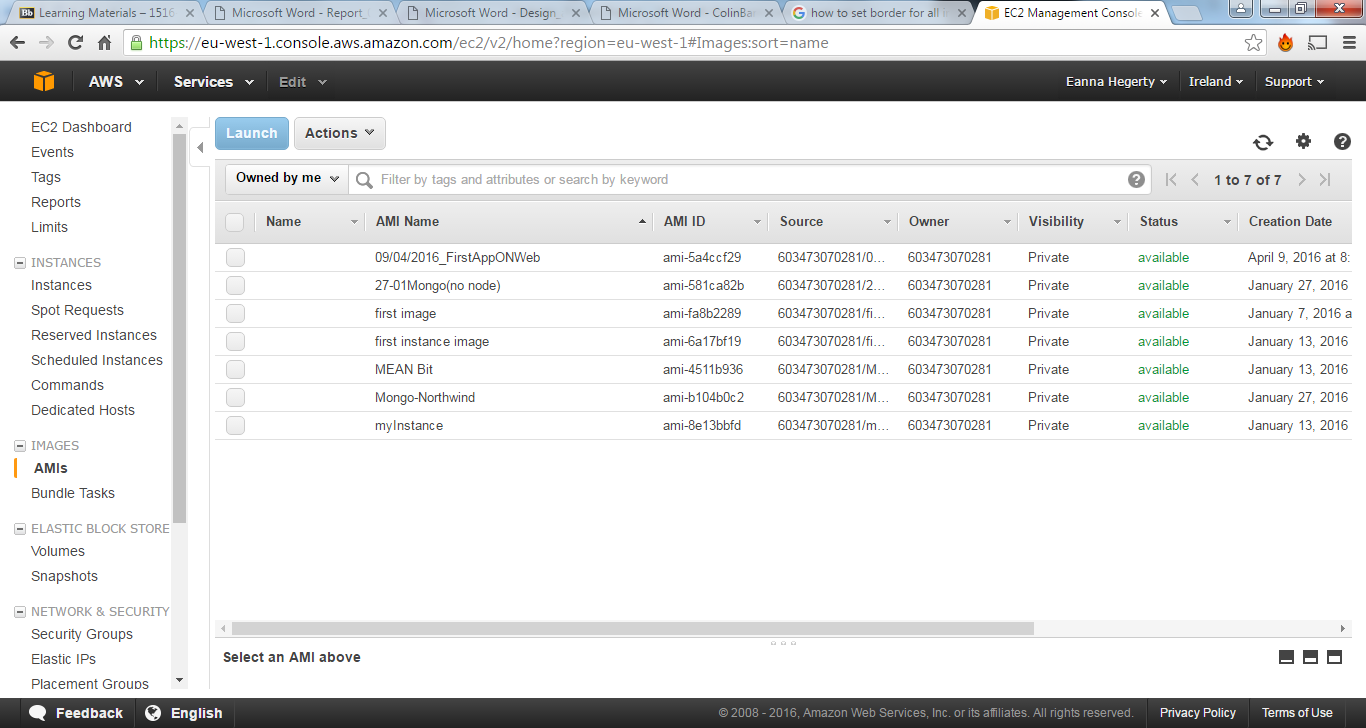 Learning Materials – 1516
Microsoft Word - Report_
Microsoft Word - Design_
Microsoft Word - ColinBa
how to set border for all i
EC2 Management Console
https://eu-west-1.console.aws.amazon.com/ec2/v2/home?region=eu-west-1#Images:sort=name
AWS Services Edit Eanna Hegerty Ireland Support
EC2 Dashboard
Events
Tags
Reports
Limits
INSTANCES
Instances
Spot Requests
Reserved Instances
Scheduled Instances
Commands
Dedicated Hosts
IMAGES
AMIs
Bundle Tasks
ELASTIC BLOCK STORE
Volumes
Snapshots
NETWORK & SECURITY
Security Groups
Elastic IPs
Placement Groups
Launch Actions
Owned by me Filter by tags and attributes or search by keyword 1 to 7 of 7
Name AMI Name AMI ID Source Owner Visibility Status Creation Date
09/04/2016_FirstAppONWeb ami-5a4ccf29 603473070281/0... 603473070281 Private available April 9, 2016 at 8:
27-01Mongo(no node) ami-581ca82b 603473070281/2... 603473070281 Private available January 27, 2016
first image ami-fa8b2289 603473070281/fi... 603473070281 Private available January 7, 2016 a
first instance image ami-6a17bf19 603473070281/fi... 603473070281 Private available January 13, 2016
MEAN Bit ami-4511b936 603473070281/M... 603473070281 Private available January 13, 2016
Mongo-Northwind ami-b104b0c2 603473070281/M... 603473070281 Private available January 27, 2016
myInstance ami-8e13bbfd 603473070281/m... 603473070281 Private available January 13, 2016
Select an AMI above
Feedback English © 2008 - 2016, Amazon Web Services, Inc. or its affiliates. All rights reserved. Privacy Policy Terms of Use